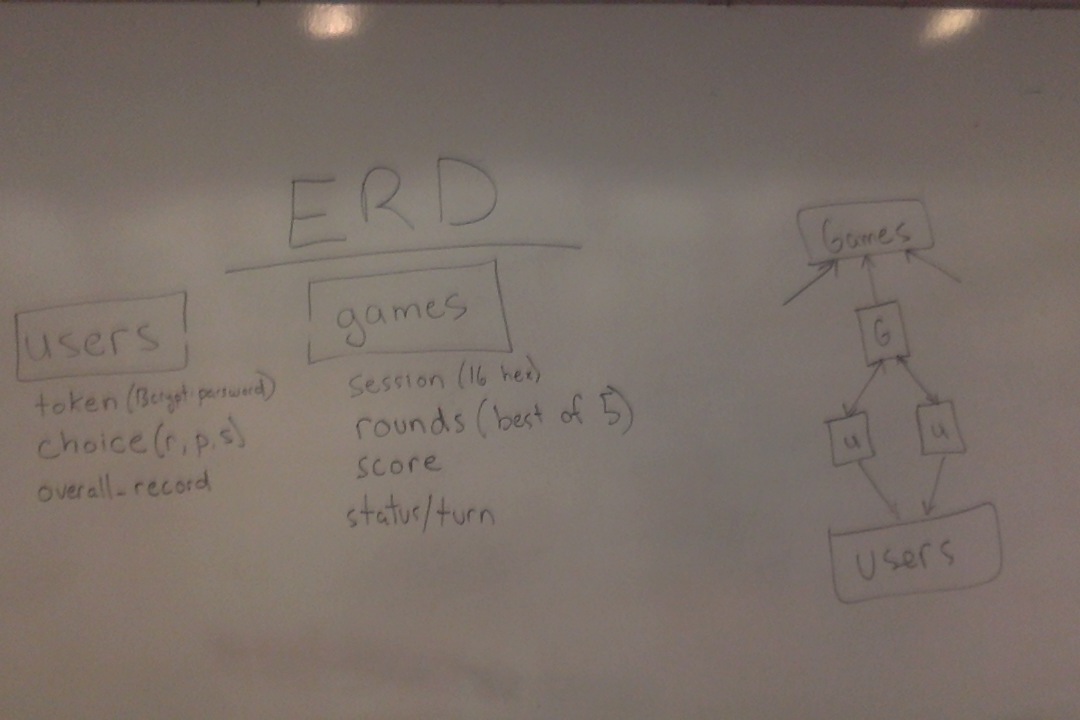 ERD
users
token (Bcrypt password)
choice (r, p, s)
overall_record
games
session (16 hex)
rounds (best of 5)
score
status/turn
Games
G
u
u
users